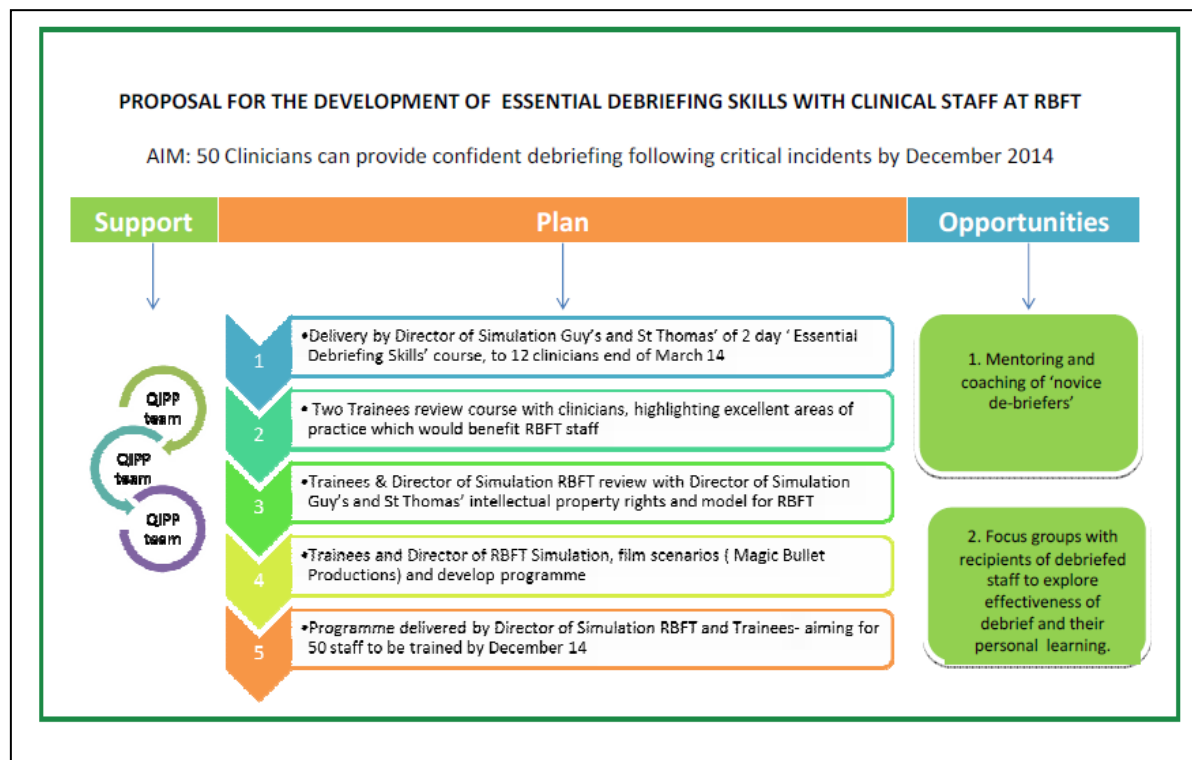 PROPOSAL FOR THE DEVELOPMENT OF ESSENTIAL DEBRIEFING SKILLS WITH CLINICAL STAFF AT RBFT
AIM: 50 Clinicians can provide confident debriefing following critical incidents by December 2014
Support
Plan
Opportunities
QIPP
team
QIPP
team
QIPP
team
1
•Delivery by Director of Simulation Guy's and St Thomas' of 2 day ' Essential
Debriefing Skills' course, to 12 clinicians end of March 14
2
• Two Trainees review course with clinicians, highlighting excellent areas of
practice which would benefit RBFT staff
3
•Trainees & Director of Simulation RBFT review with Director of Simulation
Guy's and St Thomas' intellectual property rights and model for RBFT
4
•Trainees and Director of RBFT Simulation, film scenarios ( Magic Bullet
Productions) and develop programme
5
•Programme delivered by Director of Simulation RBFT and Trainees- aiming for
50 staff to be trained by December 14
1. Mentoring and
coaching of 'novice
de-briefers'
2. Focus groups with
recipients of debriefed
staff to explore
effectiveness of
debrief and their
personal learning.